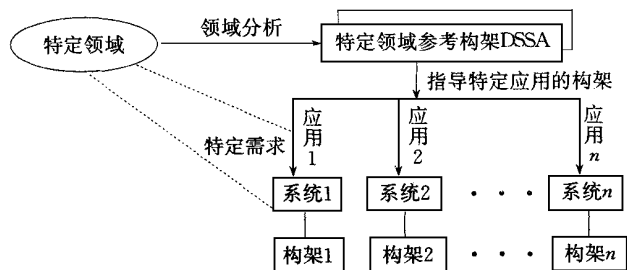 特定领域
领域分析
特定领域参考构架DSSA
指导特定应用的构架
特定需求
应用1
应用2
应用n
系统1
系统2
· · ·
系统n
构架1
构架2
· · ·
构架n